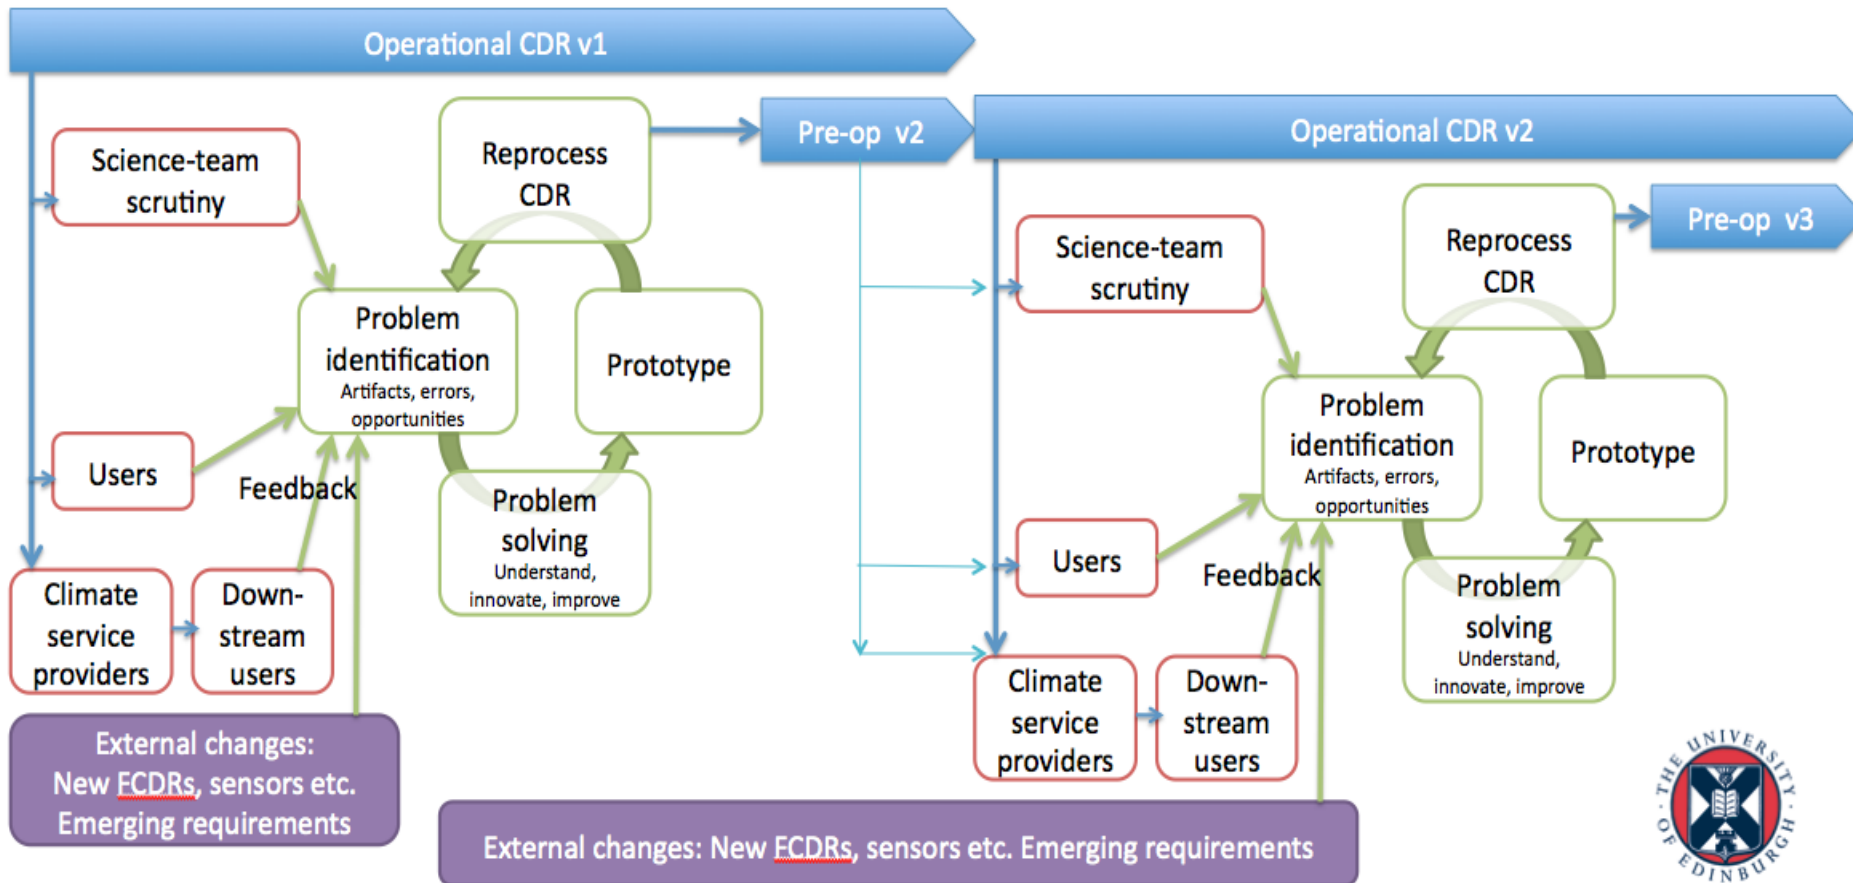 Operational CDR v1
Pre-op v2
Operational CDR v2
Science-team
scrutiny
Reprocess
CDR
Problem
identification
Artifacts, errors,
opportunities
Prototype
Users
Feedback
Problem
solving
Understand,
innovate, improve
Climate
service
providers
Down-
stream
users
External changes:
New FCDRs, sensors etc.
Emerging requirements
Science-team
scrutiny
Reprocess
CDR
Pre-op v3
Problem
identification
Artifacts, errors,
opportunities
Prototype
Users
Feedback
Problem
solving
Understand,
innovate, improve
Climate
service
providers
Down-
stream
users
External changes: New FCDRs, sensors etc. Emerging requirements
THE UNIVERSITY
OF EDINBURGH